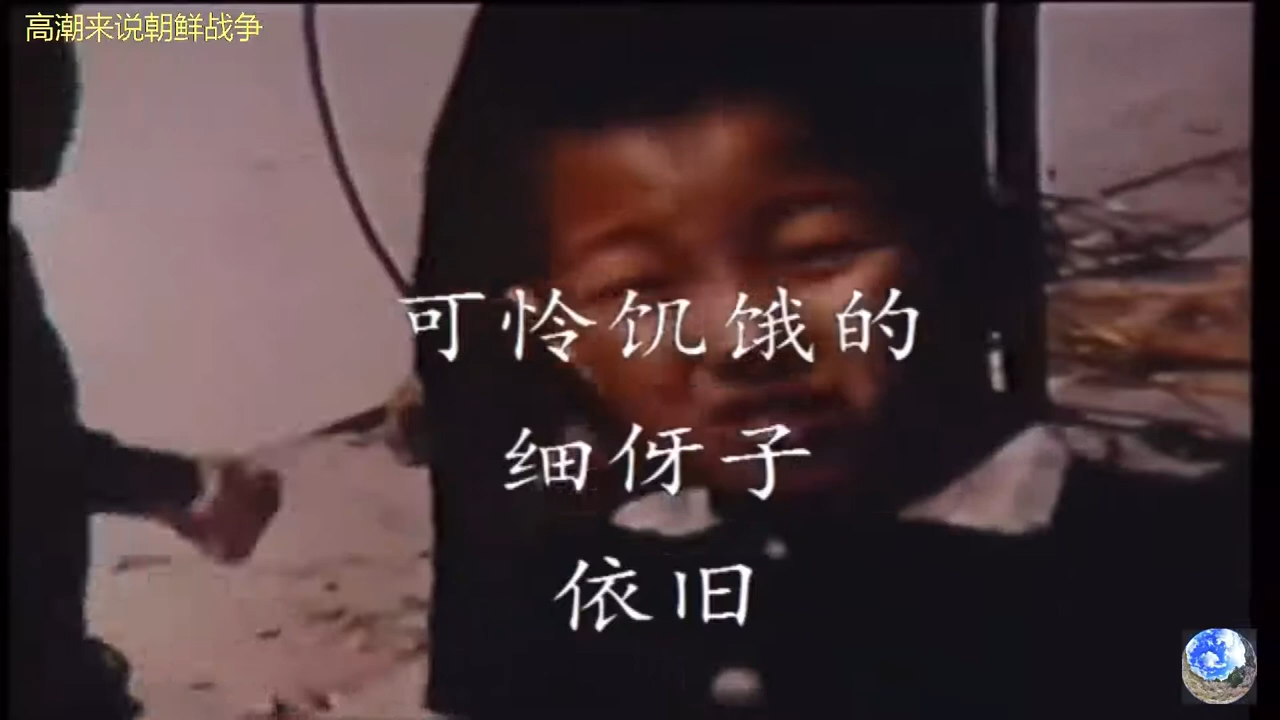 高潮来说朝鲜战争
可怜饥饿的
细伢子
依旧